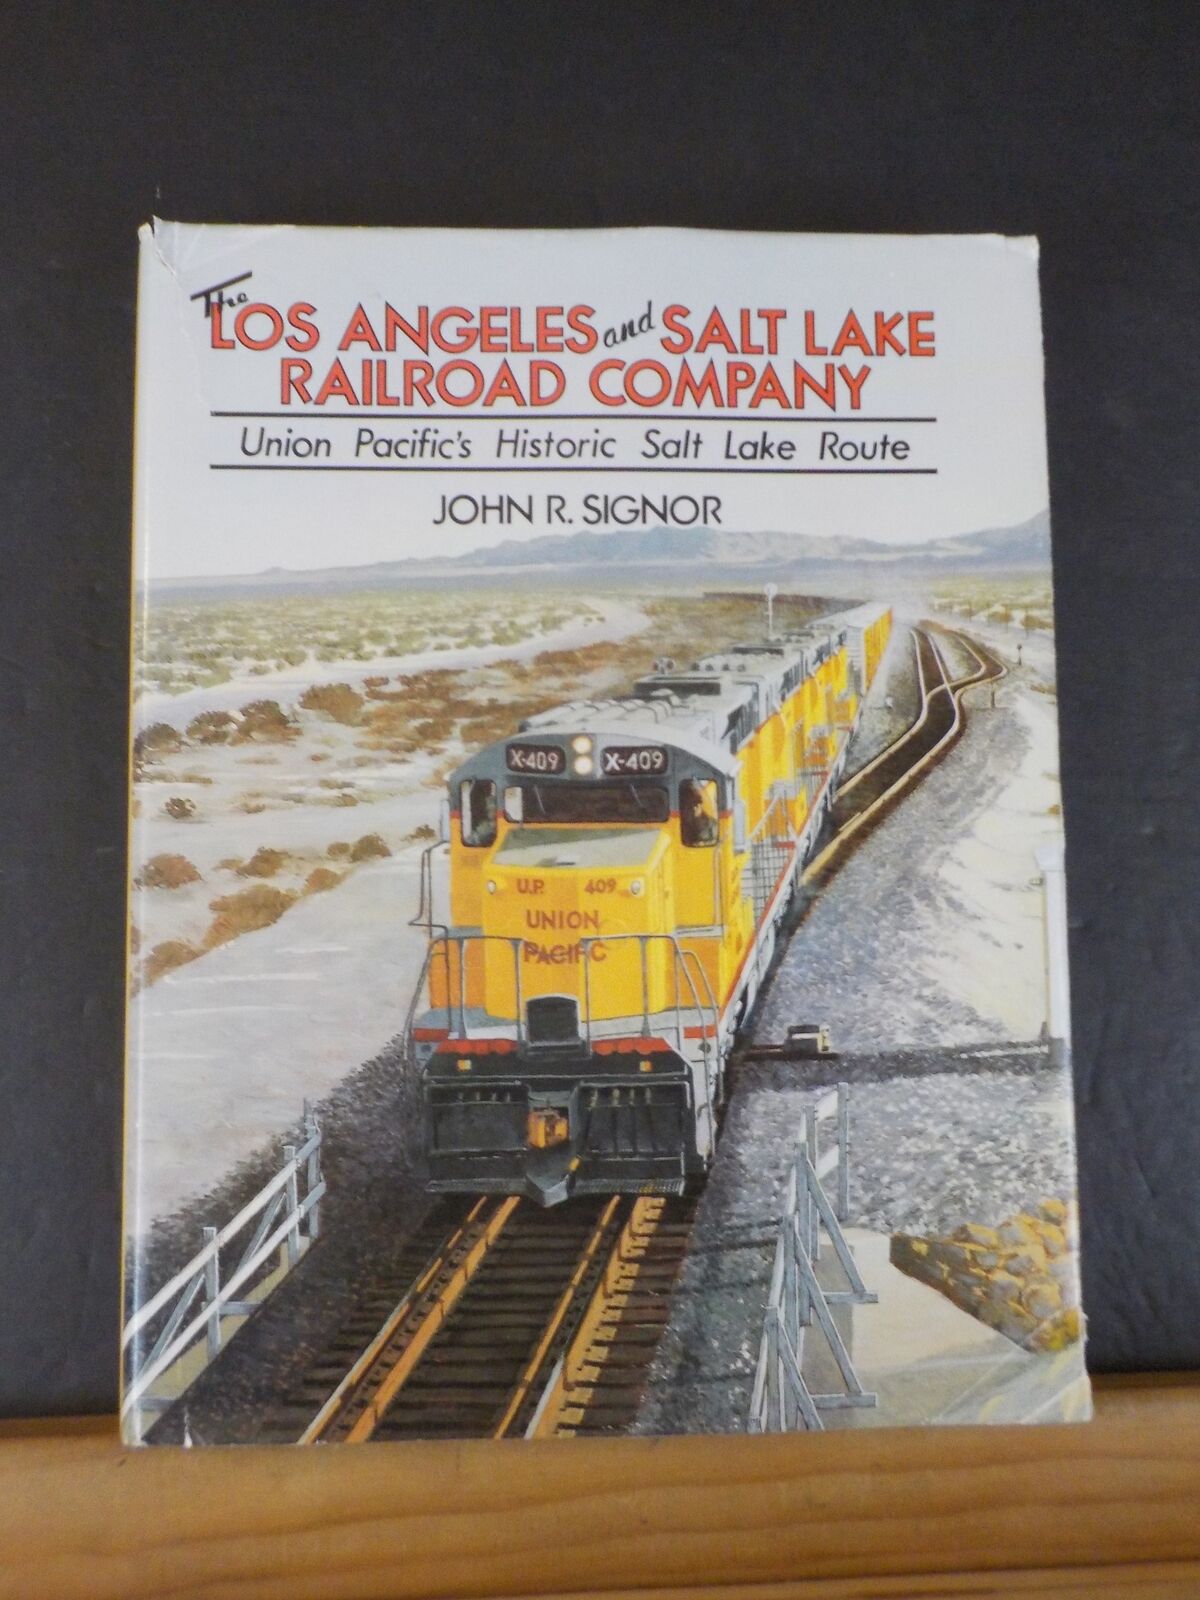 The
LOS ANGELES and SALT LAKE
RAILROAD COMPANY
Union Pacific's Historic Salt Lake Route
JOHN R. SIGNOR
X-409 X-409
U.P. 409
UNION
PACIFIC